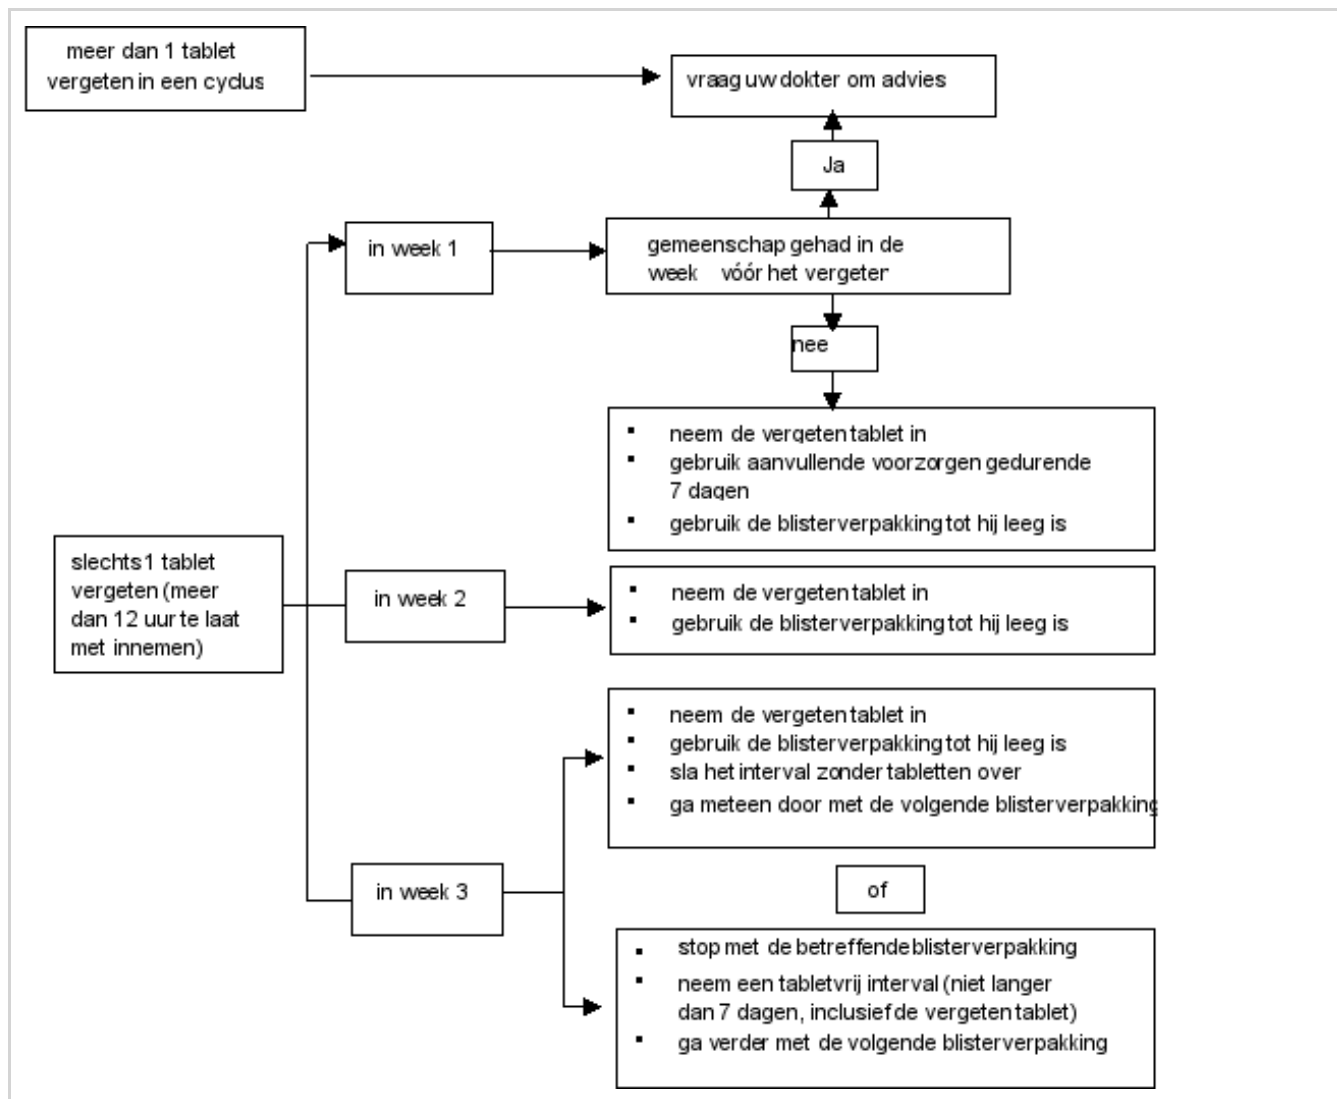 meer dan 1 tablet
vergeten in een cyclus
vraag uw dokter om advies
Ja
in week 1
gemeenschap gehad in de
week vóór het vergeten
nee
▪ neem de vergeten tablet in
▪ gebruik aanvullende voorzorgen gedurende
7 dagen
▪ gebruik de blisterverpakking tot hij leeg is
slechts 1 tablet
vergeten (meer
dan 12 uur te laat
met innemen)
in week 2
▪ neem de vergeten tablet in
▪ gebruik de blisterverpakking tot hij leeg is
▪ neem de vergeten tablet in
▪ gebruik de blisterverpakking tot hij leeg is
▪ sla het interval zonder tabletten over
▪ ga meteen door met de volgende blisterverpakking
in week 3
of
▪ stop met de betreffende blisterverpakking
▪ neem een tabletvrij interval (niet langer
dan 7 dagen, inclusief de vergeten tablet)
▪ ga verder met de volgende blisterverpakking